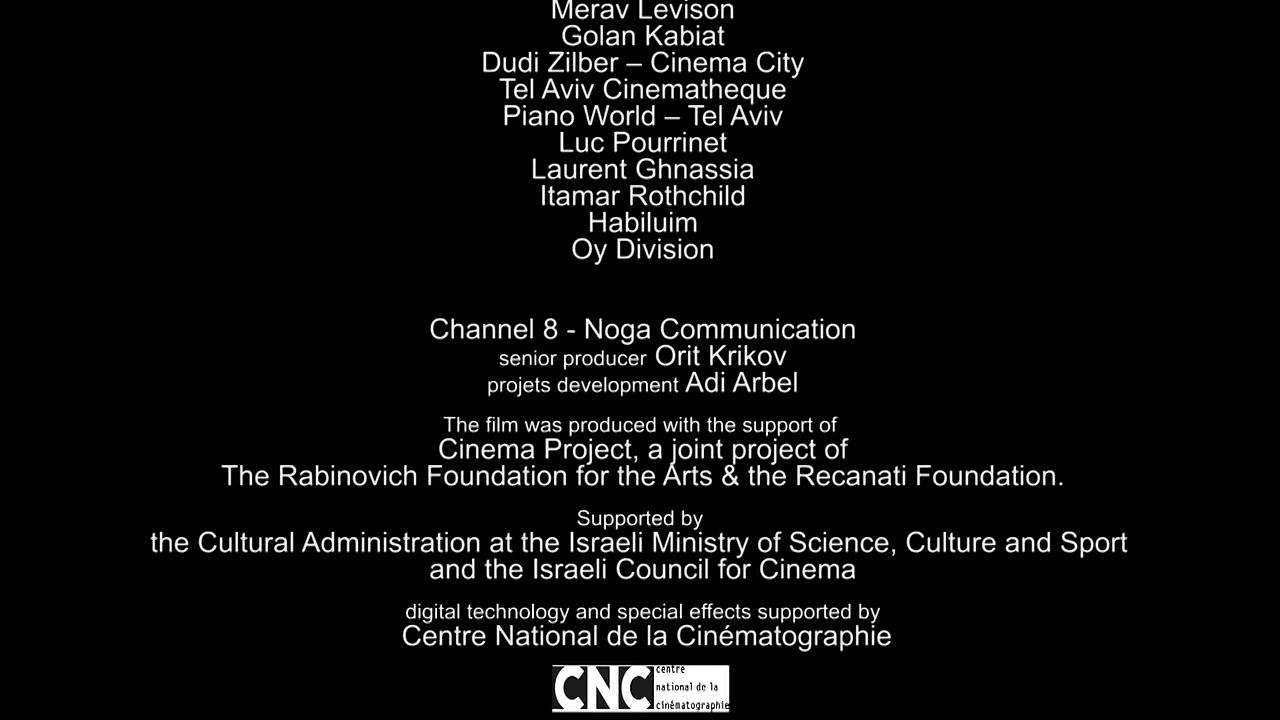 Merav Levison
Golan Kabiat
Dudi Zilber – Cinema City
Tel Aviv Cinematheque
Piano World – Tel Aviv
Luc Pourrinet
Laurent Ghnassia
Itamar Rothchild
Habiluim
Oy Division
Channel 8 - Noga Communication
senior producer Orit Krikov
projets development Adi Arbel
The film was produced with the support of
Cinema Project, a joint project of
The Rabinovich Foundation for the Arts & the Recanati Foundation.
Supported by
the Cultural Administration at the Israeli Ministry of Science, Culture and Sport
and the Israeli Council for Cinema
digital technology and special effects supported by
Centre National de la Cinématographie
CNC
centre
national de la
cinématographie